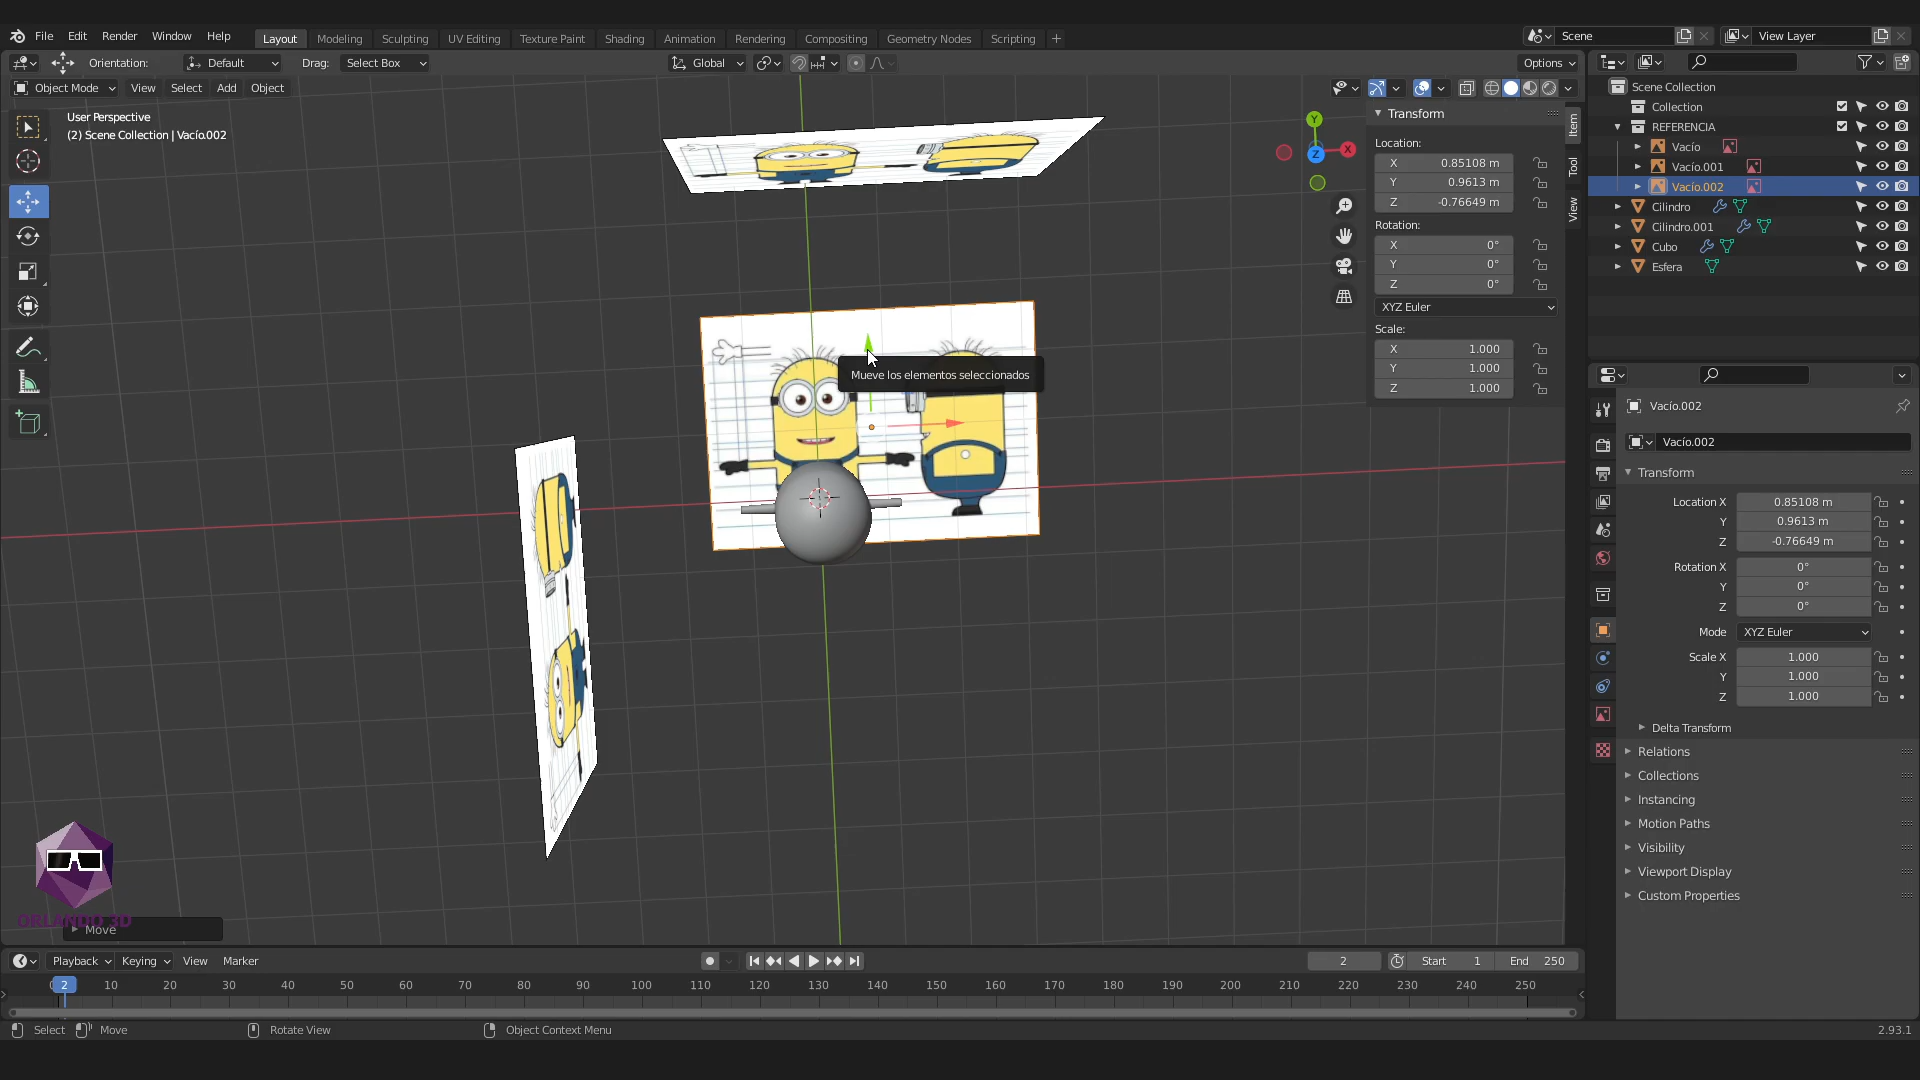 File Edit Render Window Help Layout Modeling Sculpting UV Editing Texture Paint Shading Animation Rendering Compositing Geometry Nodes Scripting + Scene View Layer
Orientation: Default Drag: Select Box Global Options
Object Mode View Select Add Object
User Perspective
(2) Scene Collection | Vacío.002
Transform
Location:
X 0.85108 m
Y 0.9613 m
Z -0.76649 m
Rotation:
X 0°
Y 0°
Z 0°
XYZ Euler
Scale:
X 1.000
Y 1.000
Z 1.000
Item
Tool
View
Y
X
Z
Mueve los elementos seleccionados
Scene Collection
Collection
REFERENCIA
Vacío
Vacío.001
Vacío.002
Cilindro
Cilindro.001
Cubo
Esfera
Vacío.002
Vacío.002
Transform
Location X 0.85108 m
Y 0.9613 m
Z -0.76649 m
Rotation X 0°
Y 0°
Z 0°
Mode XYZ Euler
Scale X 1.000
Y 1.000
Z 1.000
Delta Transform
Relations
Collections
Instancing
Motion Paths
Visibility
Viewport Display
Custom Properties
ORLANDO 3D
Move
Playback Keying View Marker 2 Start 1 End 250
2 10 20 30 40 50 60 70 80 90 100 110 120 130 140 150 160 170 180 190 200 210 220 230 240 250
Select Move Rotate View Object Context Menu 2.93.1